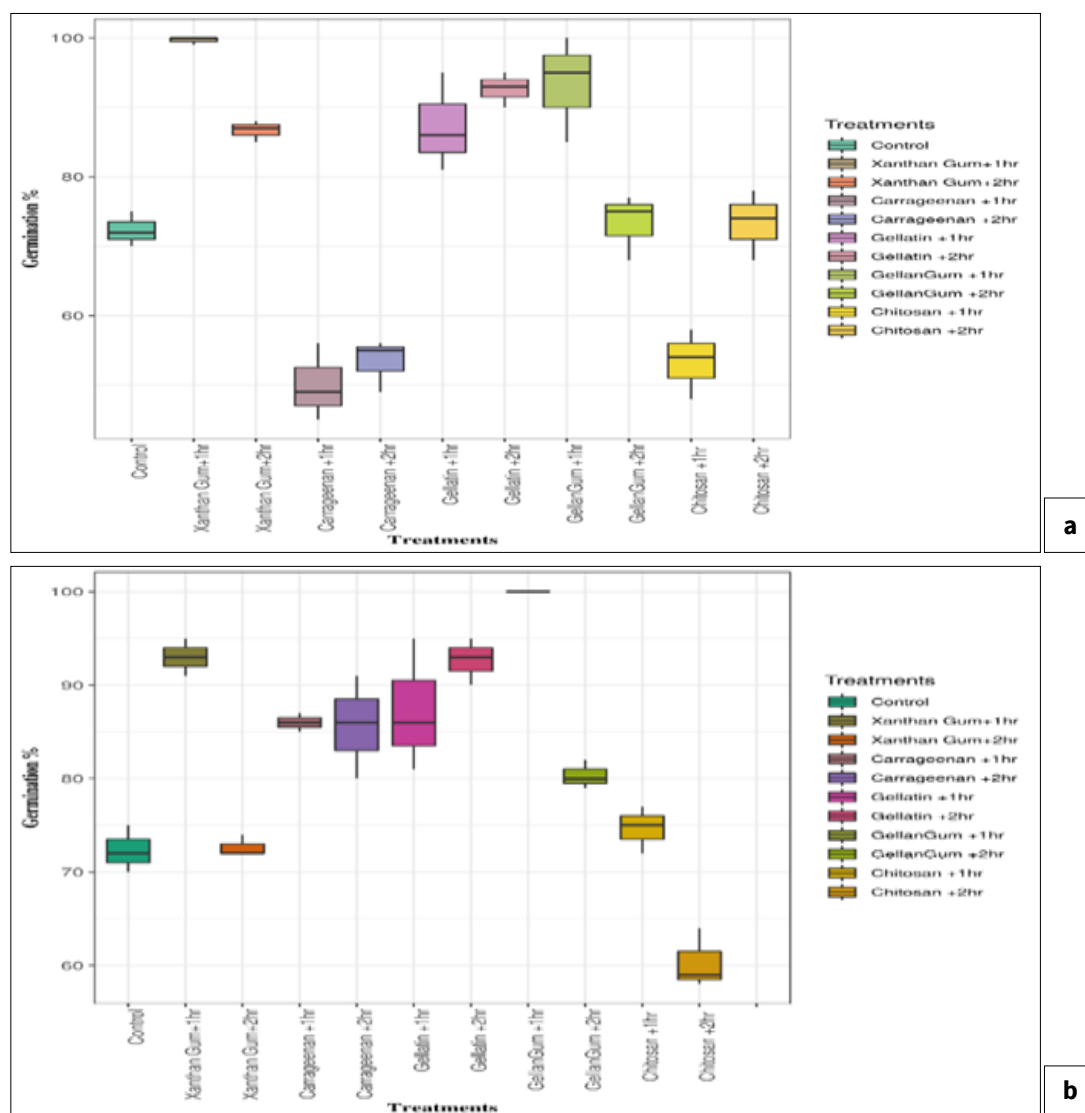 100
80
60
Germination %
Control
Xanthan Gum+1hr
Xanthan Gum+2hr
Carrageenan +1hr
Carrageenan +2hr
Gellatin +1hr
Gellatin +2hr
GellanGum +1hr
GellanGum +2hr
Chitosan +1hr
Chitosan +2hr
Treatments
Treatments
Control
Xanthan Gum+1hr
Xanthan Gum+2hr
Carrageenan +1hr
Carrageenan +2hr
Gellatin +1hr
Gellatin +2hr
GellanGum +1hr
GellanGum +2hr
Chitosan +1hr
Chitosan +2hr
a
100
90
80
70
60
Germination %
Control
Xanthan Gum+1hr
Xanthan Gum+2hr
Carrageenan +1hr
Carrageenan +2hr
Gellatin +1hr
Gellatin +2hr
GellanGum +1hr
GellanGum +2hr
Chitosan +1hr
Chitosan +2hr
Treatments
Treatments
Control
Xanthan Gum+1hr
Xanthan Gum+2hr
Carrageenan +1hr
Carrageenan +2hr
Gellatin +1hr
Gellatin +2hr
GellanGum +1hr
GellanGum +2hr
Chitosan +1hr
Chitosan +2hr
b